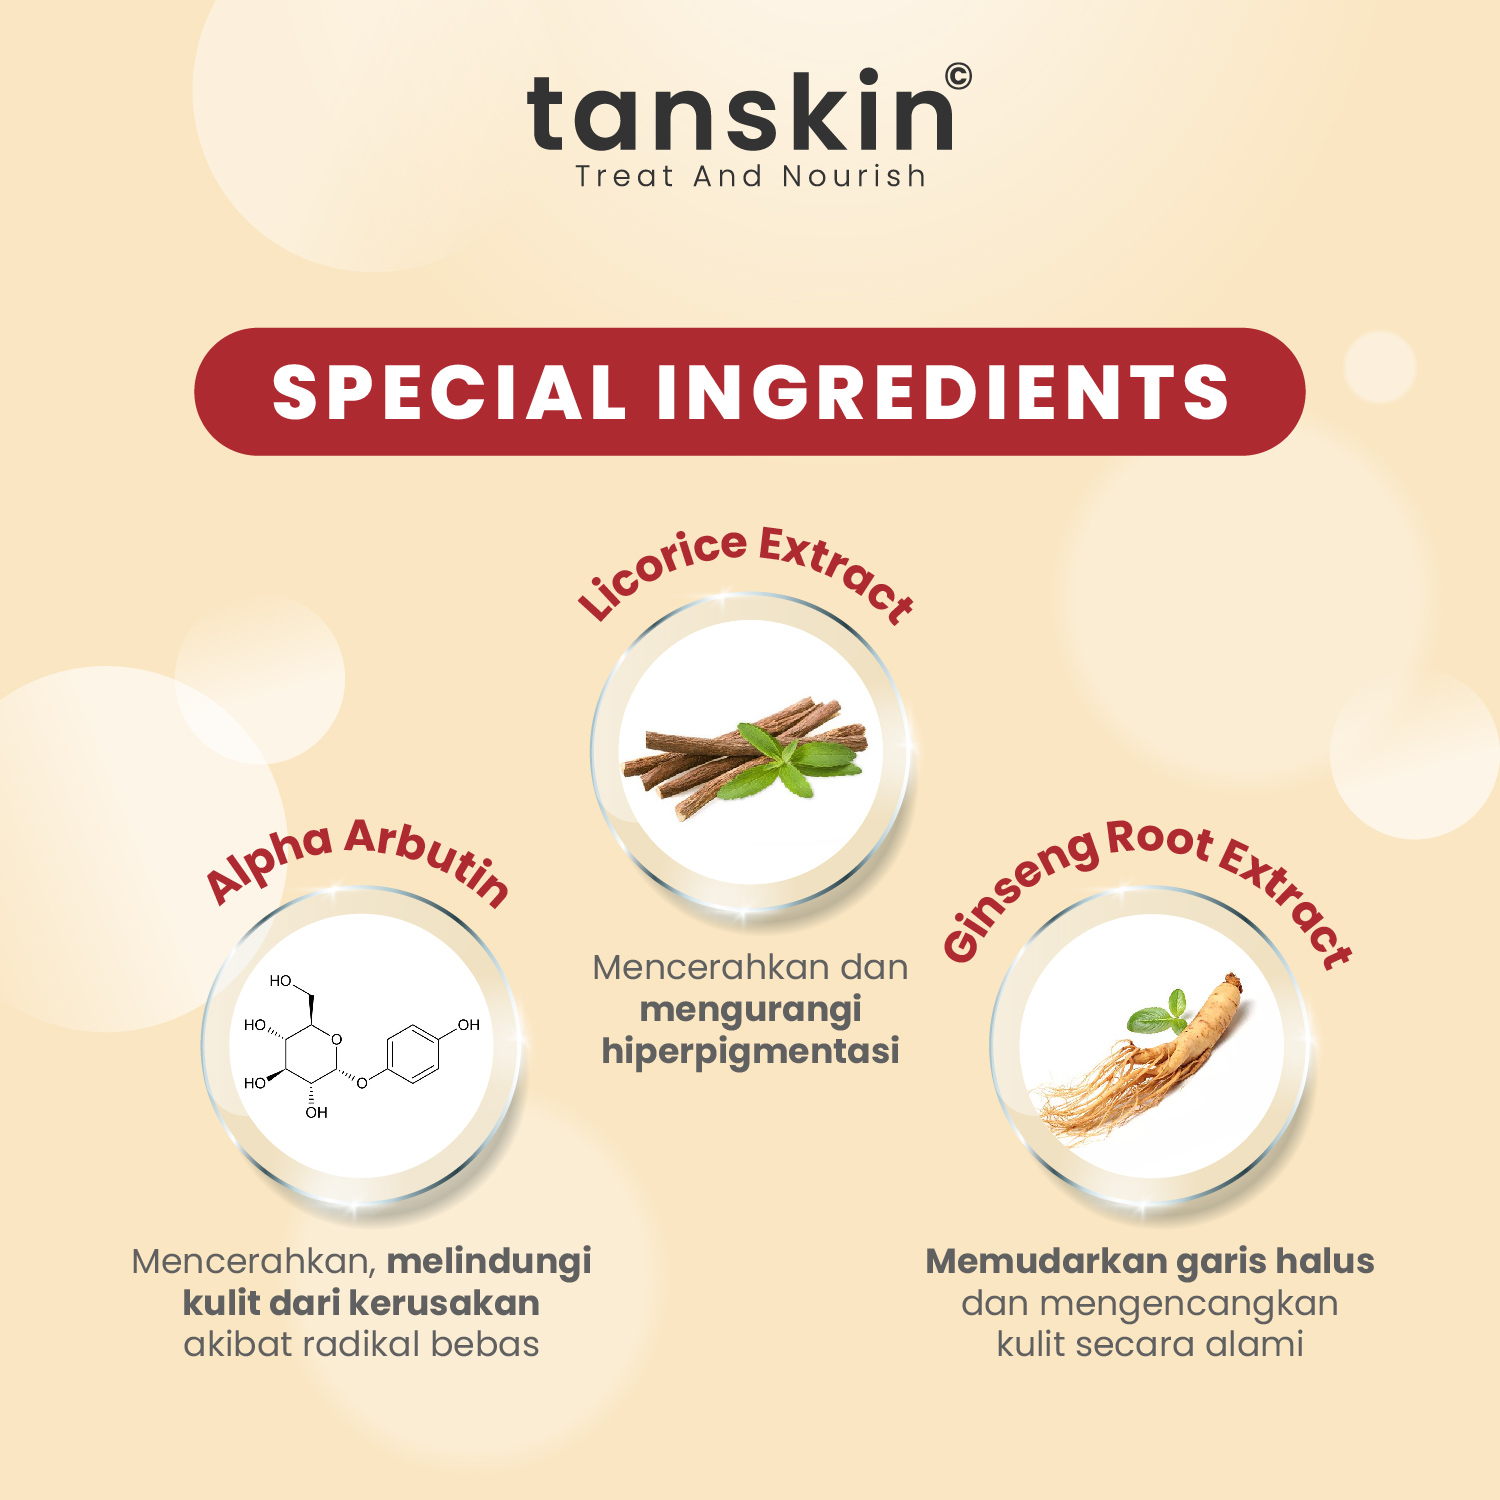 tanskin©
Treat And Nourish
SPECIAL INGREDIENTS
Licorice Extract
Mencerahkan dan
mengurangi
hiperpigmentasi
Alpha Arbutin
HO
HO
HO
OH
O
O
OH
Mencerahkan, melindungi
kulit dari kerusakan
akibat radikal bebas
Ginseng Root Extract
Memudarkan garis halus
dan mengencangkan
kulit secara alami